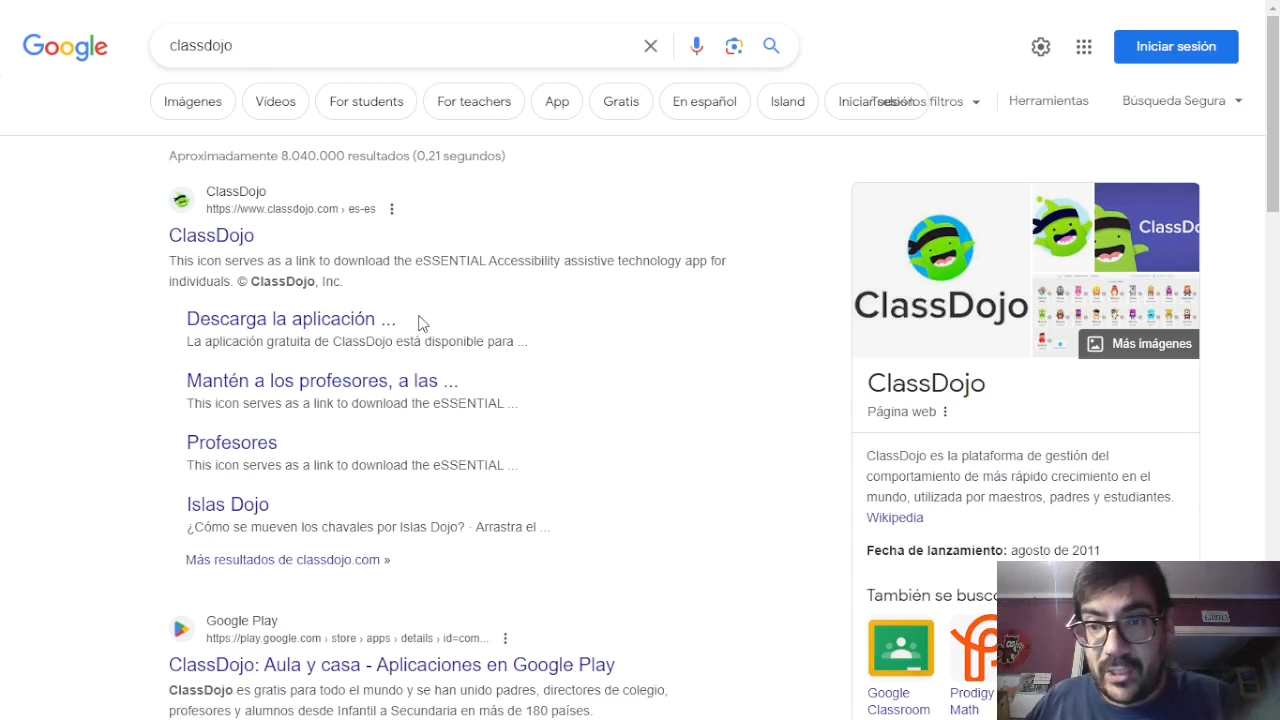 Google
classdojo
Iniciar sesión
Imágenes
Vídeos
For students
For teachers
App
Gratis
En español
Island
Iniciar sesión
Todos los filtros
Herramientas
Búsqueda Segura
Aproximadamente 8.040.000 resultados (0,21 segundos)
ClassDojo
https://www.classdojo.com › es-es
ClassDojo
This icon serves as a link to download the eSSENTIAL Accessibility assistive technology app for
individuals. © ClassDojo, Inc.
Descarga la aplicación ...
La aplicación gratuita de ClassDojo está disponible para ...
Mantén a los profesores, a las ...
This icon serves as a link to download the eSSENTIAL ...
Profesores
This icon serves as a link to download the eSSENTIAL ...
Islas Dojo
¿Cómo se mueven los chavales por Islas Dojo? · Arrastra el ...
Más resultados de classdojo.com »
Google Play
https://play.google.com › store › apps › details › id=com...
ClassDojo: Aula y casa - Aplicaciones en Google Play
ClassDojo es gratis para todo el mundo y se han unido padres, directores de colegio,
profesores y alumnos desde Infantil a Secundaria en más de 180 países.
ClassDojo
ClassDo
Más imágenes
ClassDojo
Página web
ClassDojo es la plataforma de gestión del
comportamiento de más rápido crecimiento en el
mundo, utilizada por maestros, padres y estudiantes.
Wikipedia
Fecha de lanzamiento: agosto de 2011
También se busc
Google
Classroom
Prodigy
Math